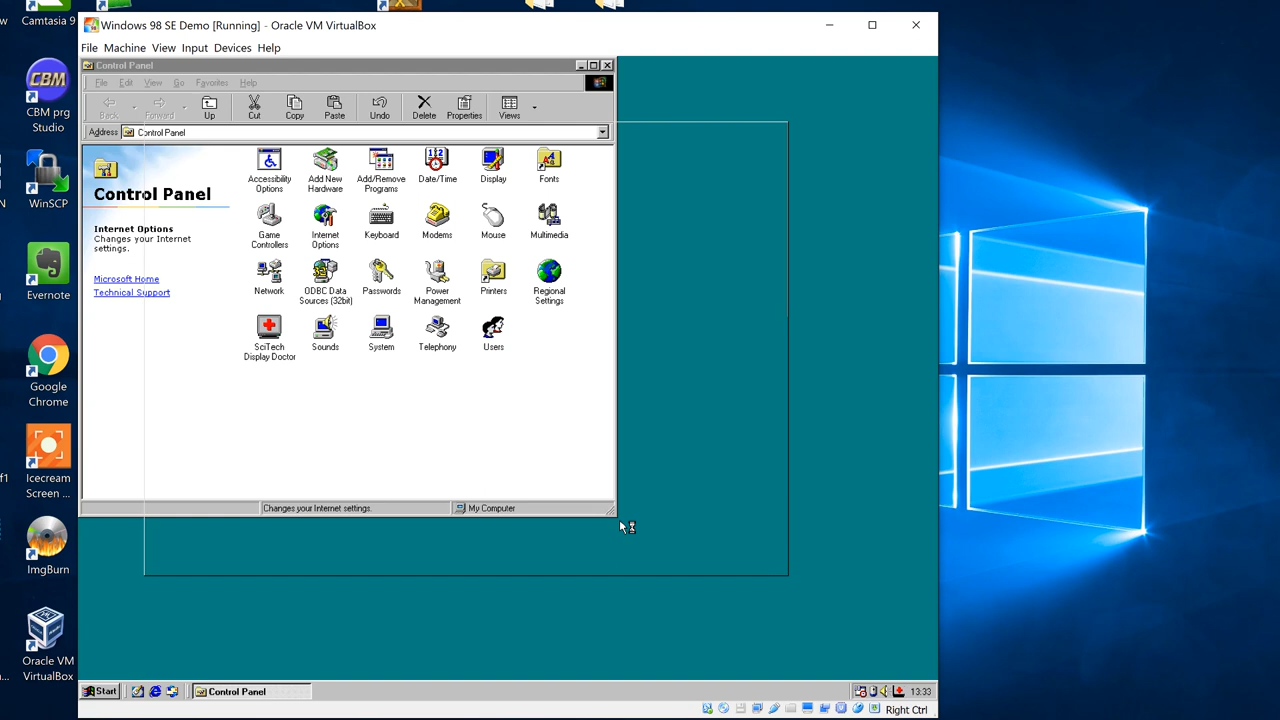 Camtasia 9
Windows 98 SE Demo [Running] - Oracle VM VirtualBox
File Machine View Input Devices Help
Control Panel
File Edit View Go Favorites Help
Back Forward Up Cut Copy Paste Undo Delete Properties Views
Address Control Panel
Control Panel
Internet Options
Changes your Internet
settings.
Microsoft Home
Technical Support
Accessibility
Options
Add New
Hardware
Add/Remove
Programs
Date/Time
Display
Fonts
Game
Controllers
Internet
Options
Keyboard
Modems
Mouse
Multimedia
Network
ODBC Data
Sources (32bit)
Passwords
Power
Management
Printers
Regional
Settings
SciTech
Display Doctor
Sounds
System
Telephony
Users
Changes your Internet settings. My Computer
Start Control Panel 13:33
Right Ctrl
CBM
CBM prg
Studio
N
WinSCP
Evernote
Google
Chrome
f1
Icecream
Screen ...
ImgBurn
VM
Oracle VM
VirtualBox